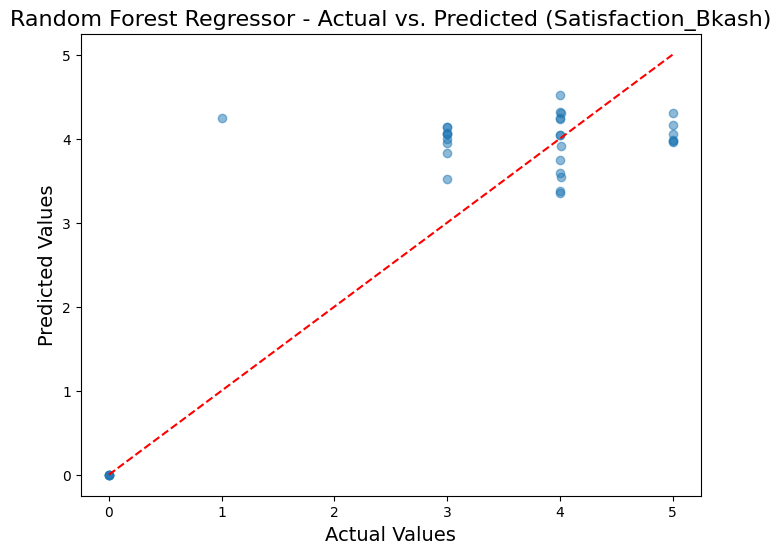 Random Forest Regressor - Actual vs. Predicted (Satisfaction_Bkash)
5
4
3
2
1
0
Predicted Values
0 1 2 3 4 5
Actual Values